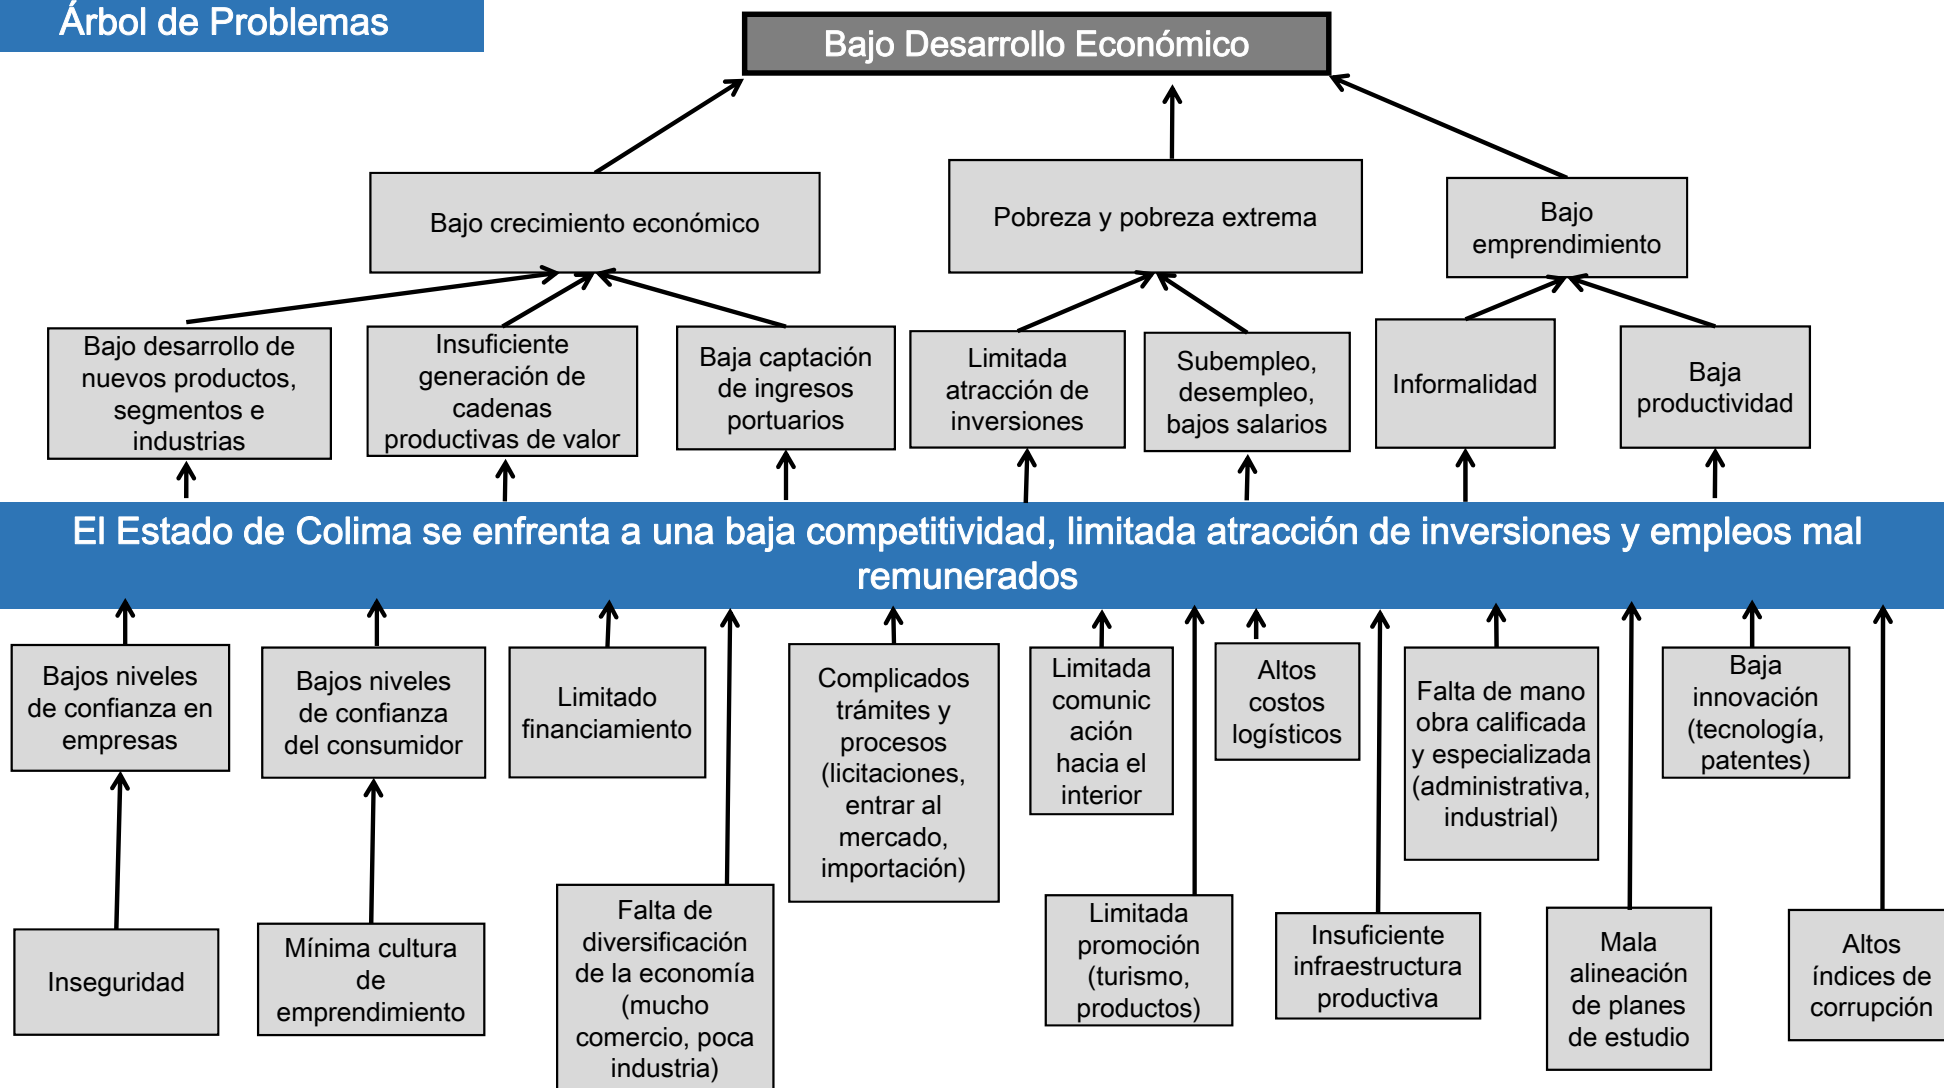 Árbol de Problemas
Bajo Desarrollo Económico
Bajo crecimiento económico
Pobreza y pobreza extrema
Bajo
emprendimiento
Bajo desarrollo de
nuevos productos,
segmentos e
industrias
Insuficiente
generación de
cadenas
productivas de valor
Baja captación
de ingresos
portuarios
Limitada
atracción de
inversiones
Subempleo,
desempleo,
bajos salarios
Informalidad
Baja
productividad
El Estado de Colima se enfrenta a una baja competitividad, limitada atracción de inversiones y empleos mal
remunerados
Bajos niveles
de confianza en
empresas
Bajos niveles
de confianza
del consumidor
Limitado
financiamiento
Complicados
trámites y
procesos
(licitaciones,
entrar al
mercado,
importación)
Limitada
comunic
ación
hacia el
interior
Altos
costos
logísticos
Falta de mano
obra calificada
y especializada
(administrativa,
industrial)
Baja
innovación
(tecnología,
patentes)
Inseguridad
Mínima cultura
de
emprendimiento
Falta de
diversificación
de la economía
(mucho
comercio, poca
industria)
Limitada
promoción
(turismo,
productos)
Insuficiente
infraestructura
productiva
Mala
alineación
de planes
de estudio
Altos
índices de
corrupción